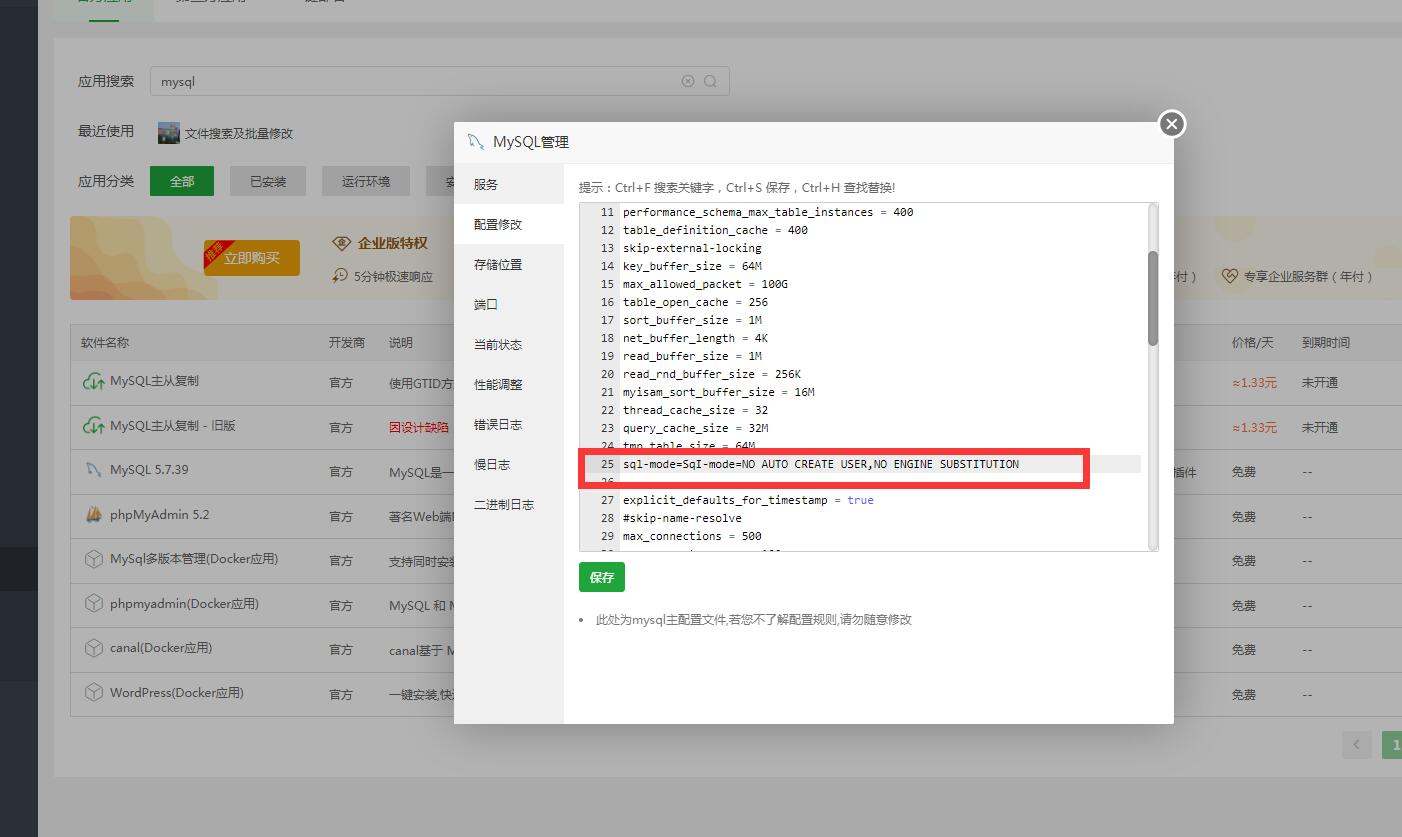 应用搜索
mysql
最近使用
文件搜索及批量修改
应用分类
全部
已安装
运行环境
推荐
立即购买
企业版特权
5分钟极速响应
专享企业服务群（年付）
软件名称 开发商 说明 价格/天 到期时间
MySQL主从复制 官方 使用GTID方 ≈1.33元 未开通
MySQL主从复制 - 旧版 官方 因设计缺陷 ≈1.33元 未开通
MySQL 5.7.39 官方 MySQL是一 插件 免费 --
phpMyAdmin 5.2 官方 著名Web端 免费 --
MySql多版本管理(Docker应用) 官方 支持同时安装 免费 --
phpmyadmin(Docker应用) 官方 MySQL 和 M 免费 --
canal(Docker应用) 官方 canal基于 M 免费 --
WordPress(Docker应用) 官方 一键安装,快 免费 --
1
MySQL管理
服务
配置修改
存储位置
端口
当前状态
性能调整
错误日志
慢日志
二进制日志
提示：Ctrl+F 搜索关键字，Ctrl+S 保存，Ctrl+H 查找替换!
11 performance_schema_max_table_instances = 400
12 table_definition_cache = 400
13 skip-external-locking
14 key_buffer_size = 64M
15 max_allowed_packet = 100G
16 table_open_cache = 256
17 sort_buffer_size = 1M
18 net_buffer_length = 4K
19 read_buffer_size = 1M
20 read_rnd_buffer_size = 256K
21 myisam_sort_buffer_size = 16M
22 thread_cache_size = 32
23 query_cache_size = 32M
24 tmp_table_size = 64M
25 sql-mode=SqI-mode=NO AUTO CREATE USER,NO ENGINE SUBSTITUTION
26
27 explicit_defaults_for_timestamp = true
28 #skip-name-resolve
29 max_connections = 500
保存
此处为mysql主配置文件,若您不了解配置规则,请勿随意修改